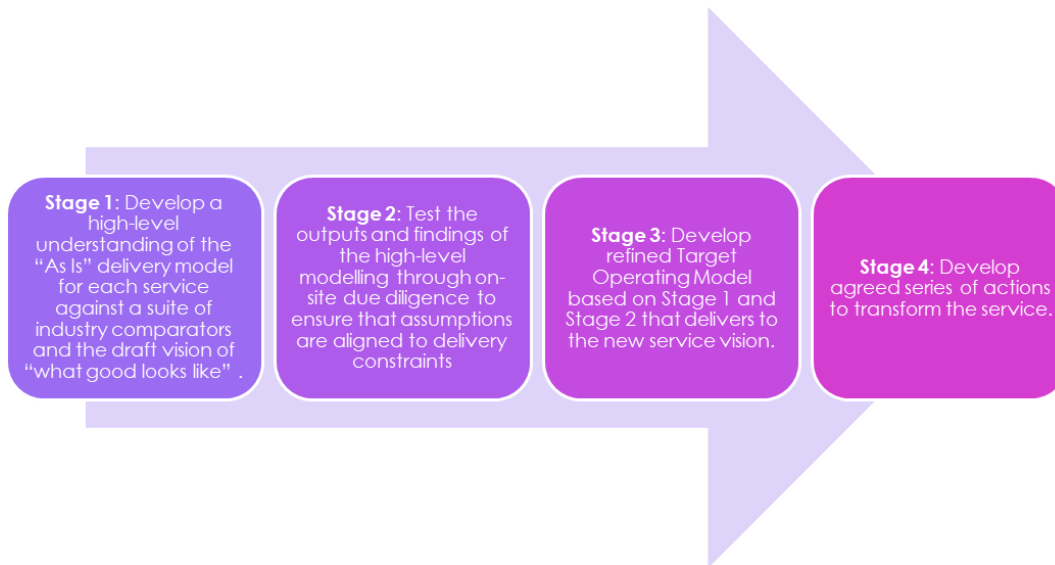 Stage 1: Develop a
high-level
understanding of the
“As Is” delivery model
for each service
against a suite of
industry comparators
and the draft vision of
“what good looks like” .
Stage 2: Test the
outputs and findings of
the high-level
modelling through on-
site due diligence to
ensure that assumptions
are aligned to delivery
constraints
Stage 3: Develop
refined Target
Operating Model
based on Stage 1 and
Stage 2 that delivers to
the new service vision.
Stage 4: Develop
agreed series of actions
to transform the service.